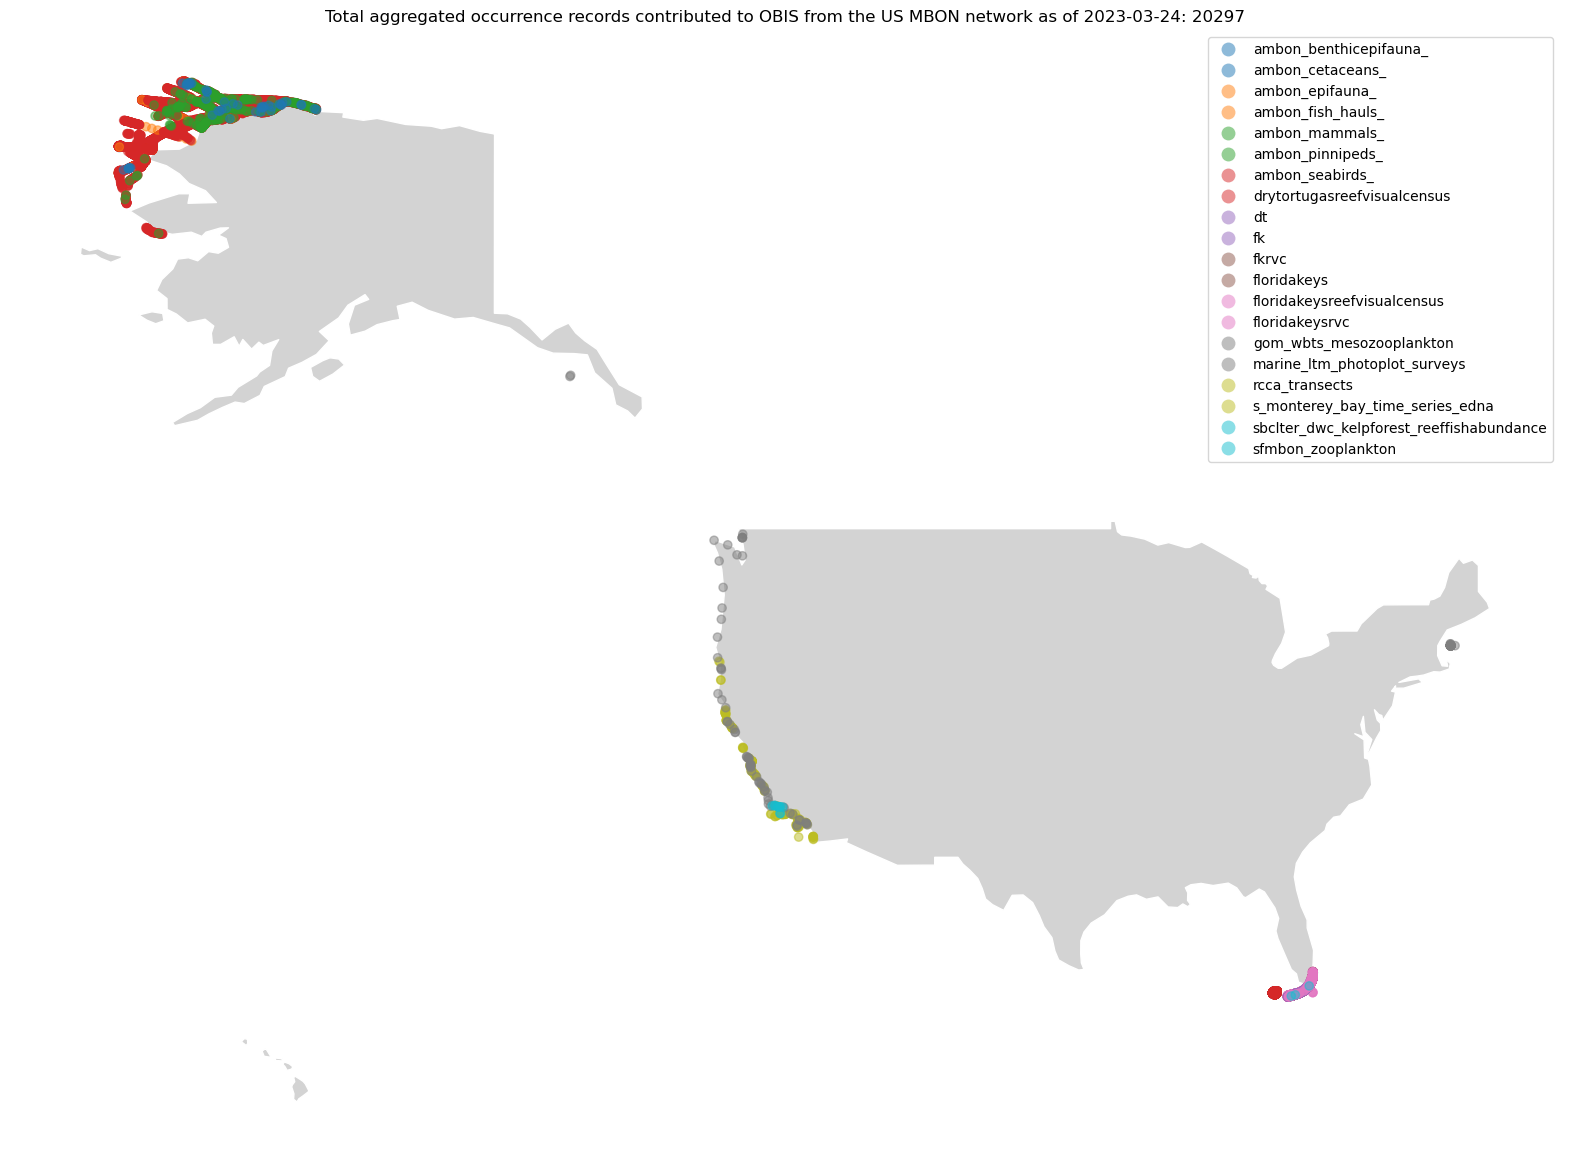 Total aggregated occurrence records contributed to OBIS from the US MBON network as of 2023-03-24: 20297
ambon_benthicepifauna_
ambon_cetaceans_
ambon_epifauna_
ambon_fish_hauls_
ambon_mammals_
ambon_pinnipeds_
ambon_seabirds_
drytortugasreefvisualcensus
dt
fk
fkrvc
floridakeys
floridakeysreefvisualcensus
floridakeysrvc
gom_wbts_mesozooplankton
marine_ltm_photoplot_surveys
rcca_transects
s_monterey_bay_time_series_edna
sbclter_dwc_kelpforest_reeffishabundance
sfmbon_zooplankton